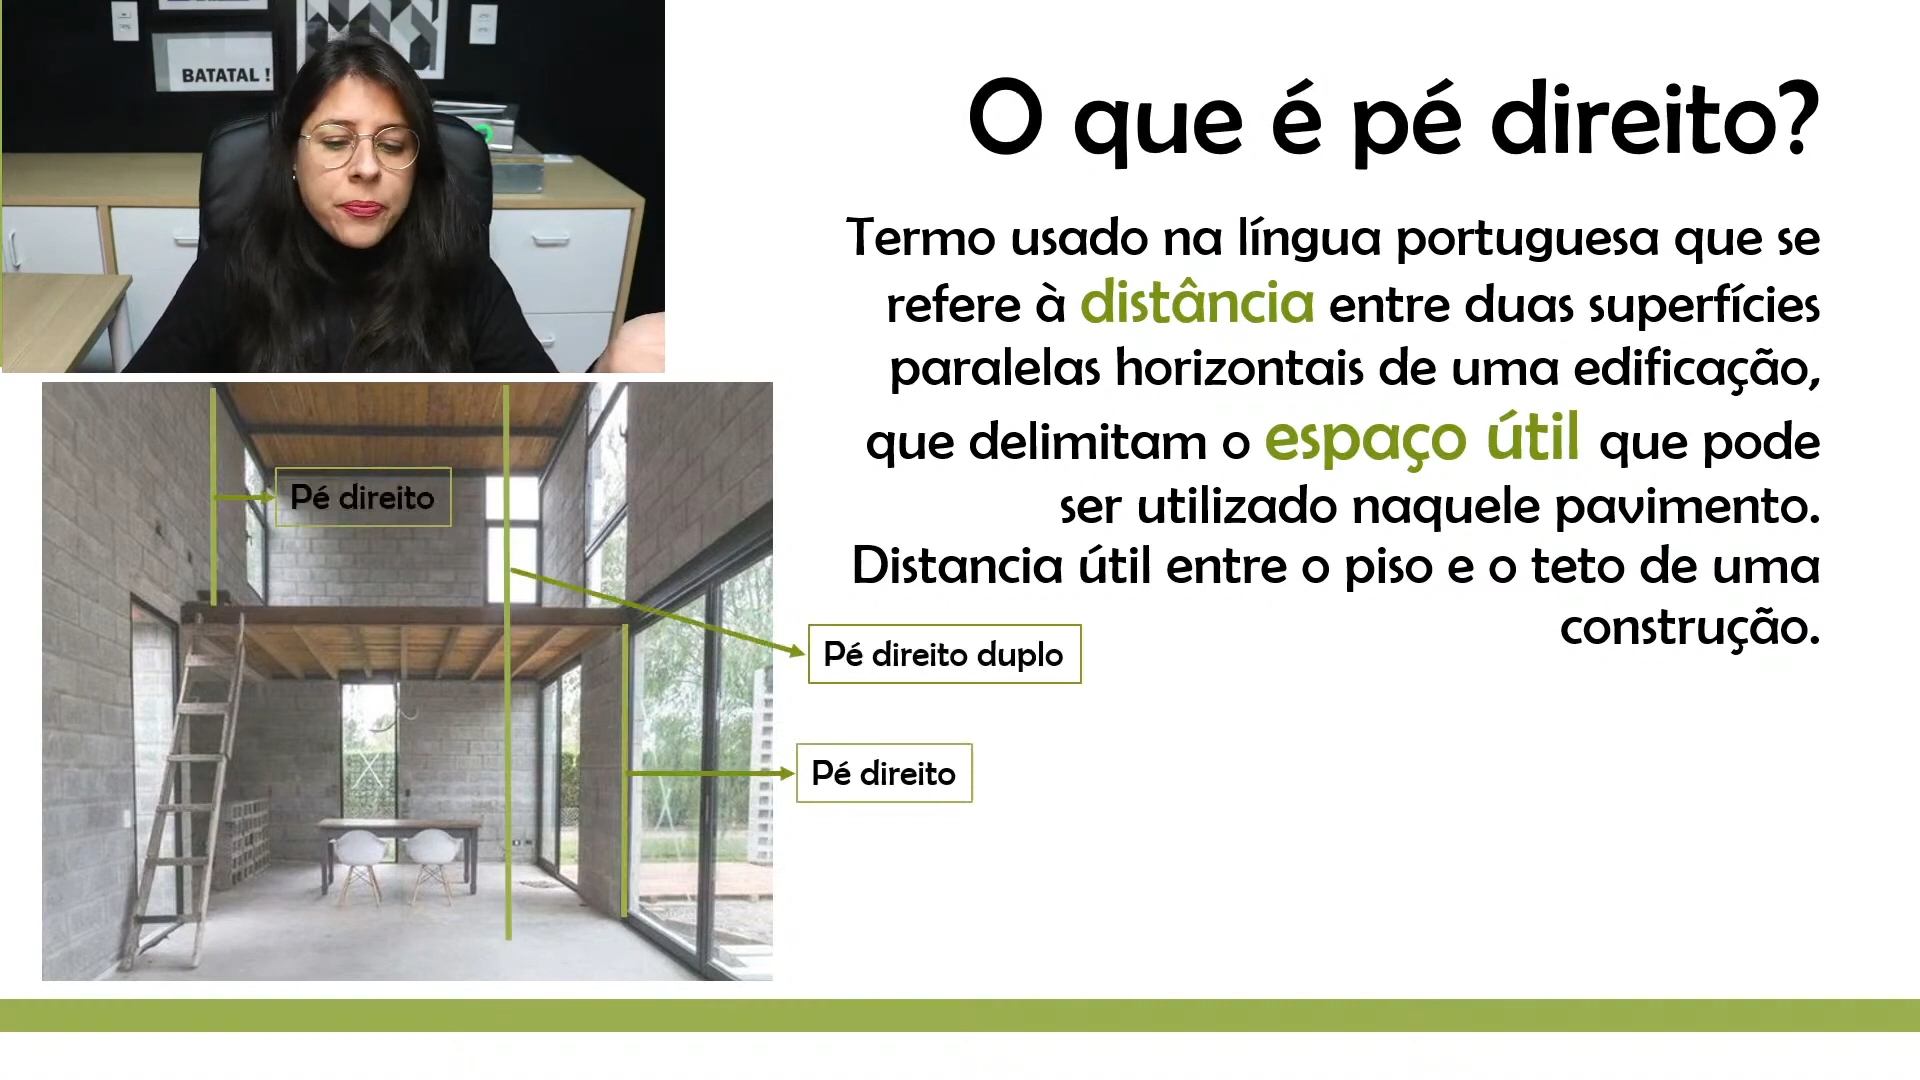 BATATAL !
O que é pé direito?
Termo usado na língua portuguesa que se
refere à distância entre duas superfícies
paralelas horizontais de uma edificação,
que delimitam o espaço útil que pode
ser utilizado naquele pavimento.
Distancia útil entre o piso e o teto de uma
construção.
Pé direito
Pé direito duplo
Pé direito